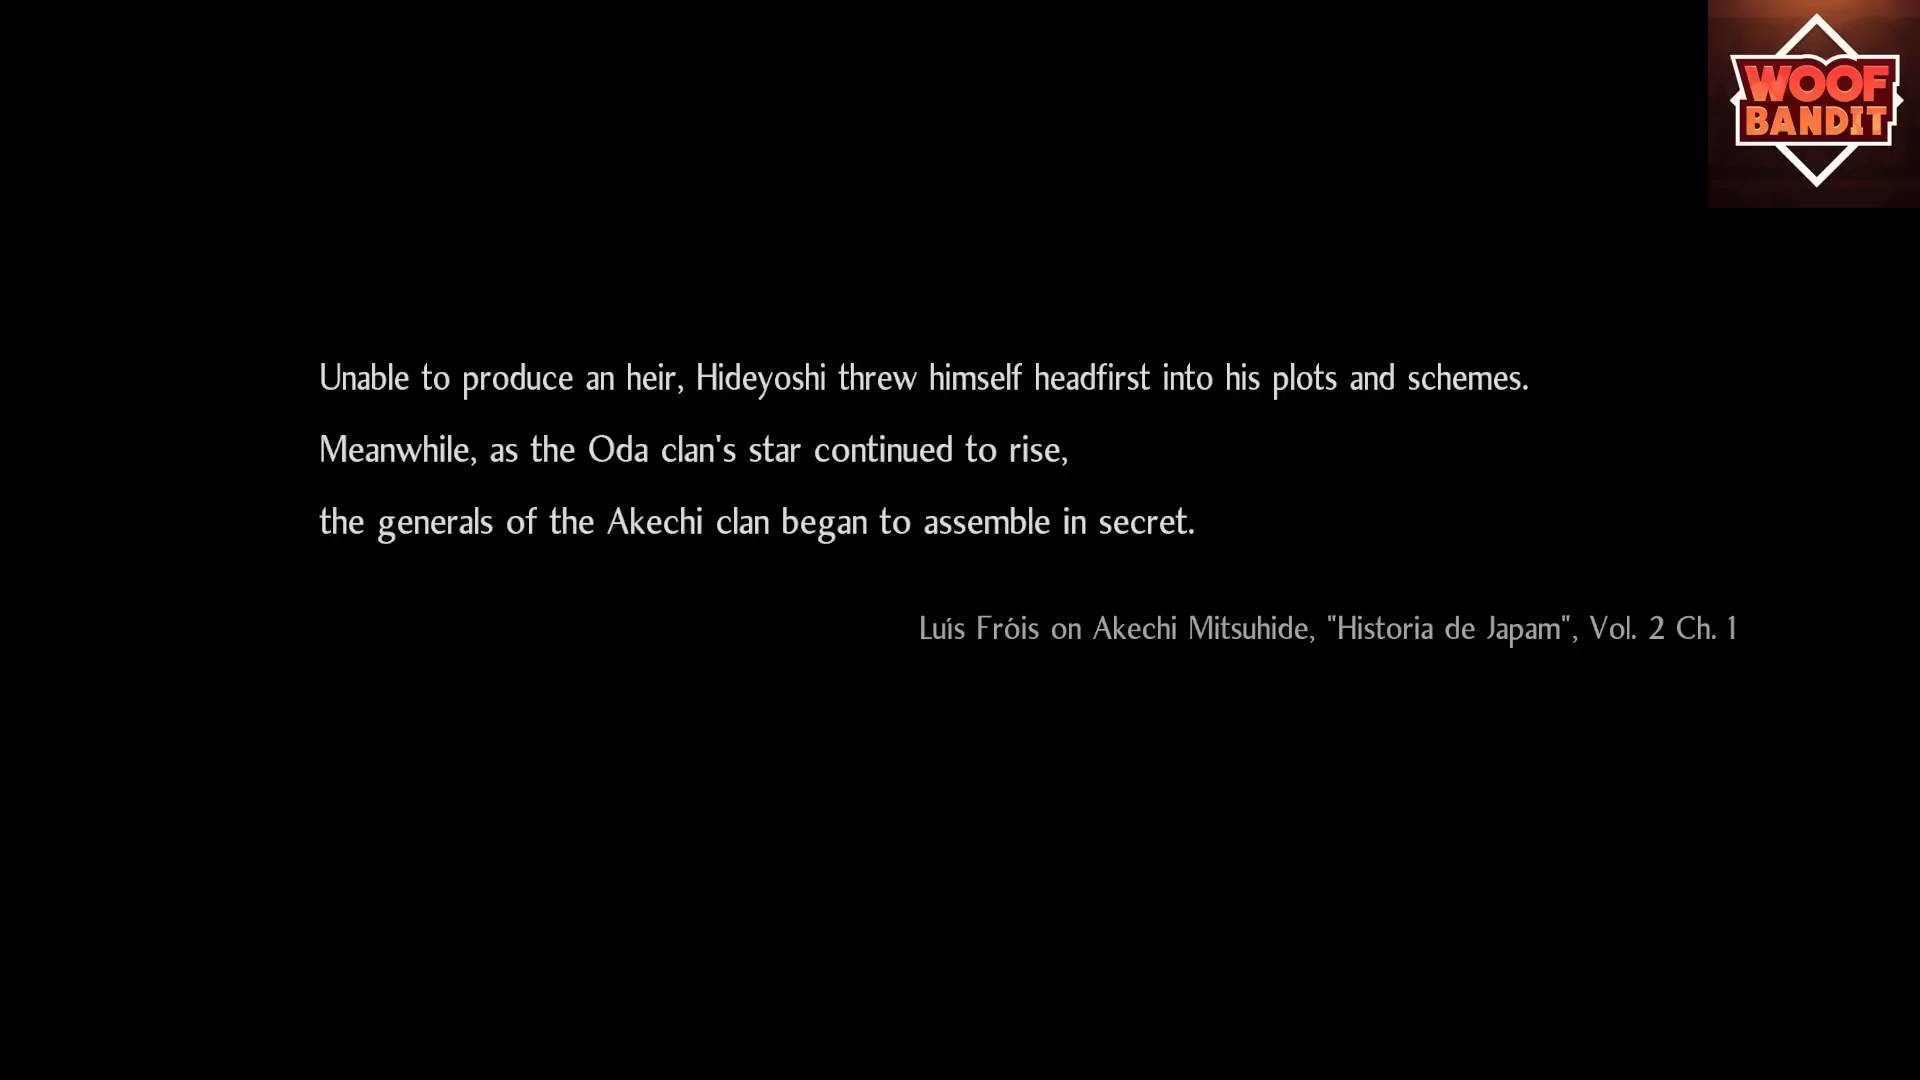 WOOF
BANDIT
Unable to produce an heir, Hideyoshi threw himself headfirst into his plots and schemes.
Meanwhile, as the Oda clan's star continued to rise,
the generals of the Akechi clan began to assemble in secret.
Luís Fróis on Akechi Mitsuhide, "Historia de Japam", Vol. 2 Ch. 1